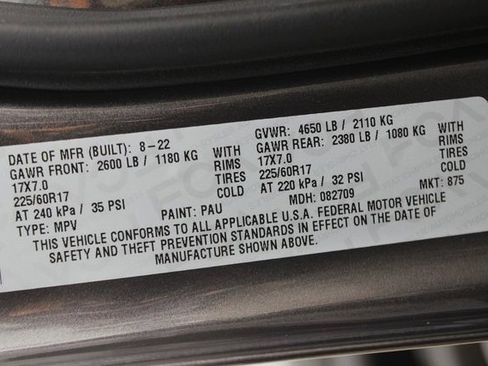 DATE OF MFR (BUILT): 8-22 GVWR: 4650 LB / 2110 KG
GAWR FRONT: 2600 LB / 1180 KG WITH GAWR REAR: 2380 LB / 1080 KG WITH
17X7.0 RIMS 17X7.0 RIMS
225/60R17 TIRES 225/60R17 TIRES
AT 240 kPa / 35 PSI COLD AT 220 kPa / 32 PSI COLD
TYPE: MPV PAINT: PAU MDH: 082709 MKT: 875
THIS VEHICLE CONFORMS TO ALL APPLICABLE U.S.A. FEDERAL MOTOR VEHICLE
SAFETY AND THEFT PREVENTION STANDARDS IN EFFECT ON THE DATE OF
MANUFACTURE SHOWN ABOVE.